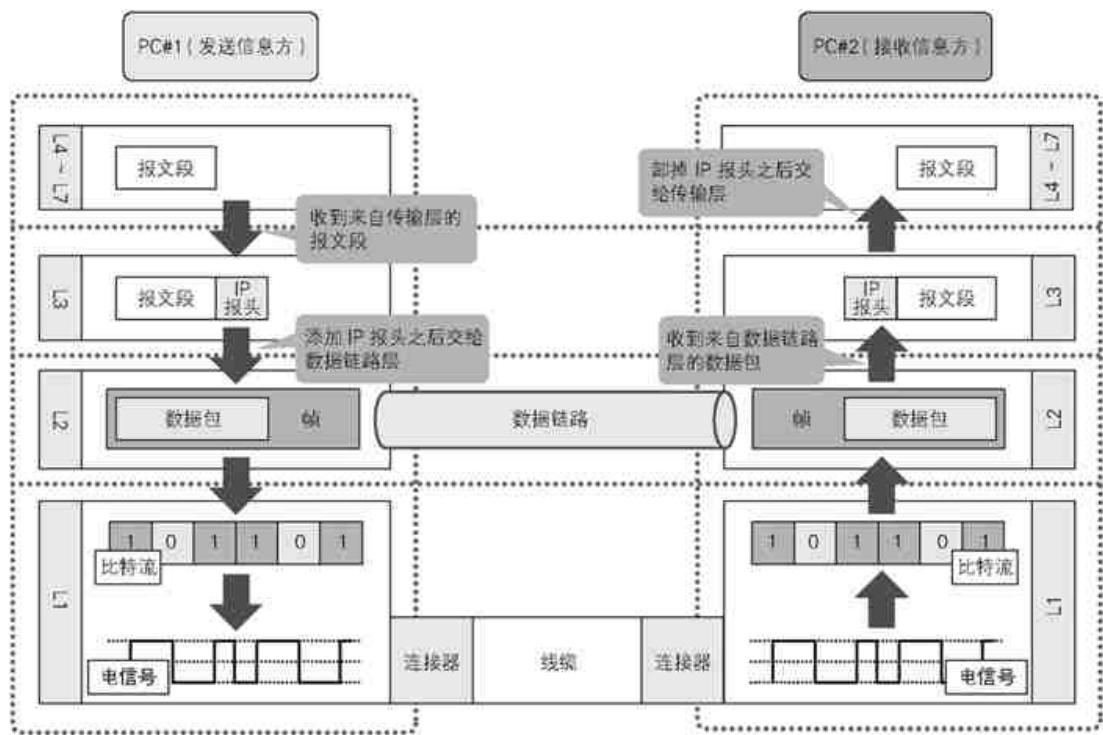 PC#1（发送信息方）
PC#2（接收信息方）
L4～L7
报文段
收到来自传输层的
报文段
卸掉 IP 报头之后交
给传输层
报文段
L4～L7
L3
报文段
IP
报头
添加 IP 报头之后交给
数据链路层
收到来自数据链路
层的数据包
IP
报头
报文段
L3
L2
数据包
帧
数据链路
帧
数据包
L2
L1
1 0 1 1 0 1
比特流
电信号
连接器
线缆
连接器
1 0 1 1 0 1
比特流
电信号
L1